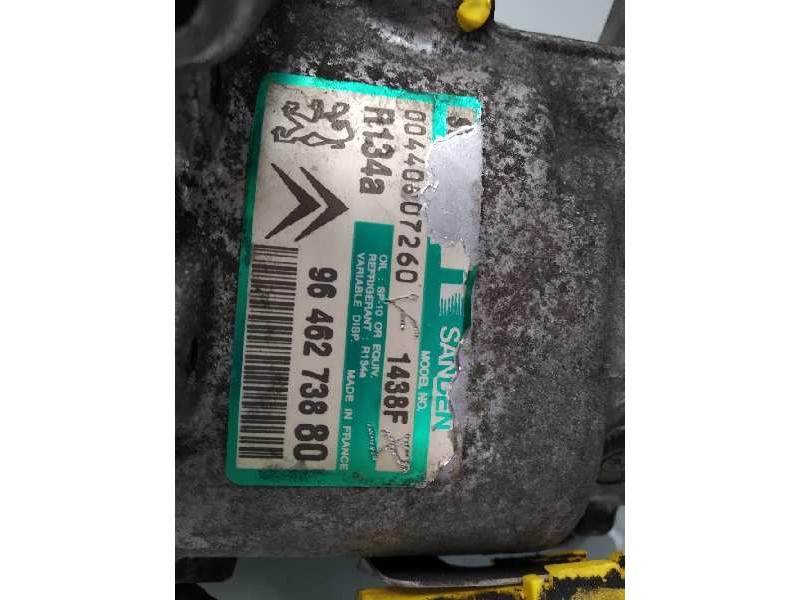 SANDEN
MODEL NO.
1438F
00440607260
OIL : SP-10 OR EQUIV.
REFRIGERANT : R134a
VARIABLE DISP.
R134a
MADE IN FRANCE
96 462 738 80